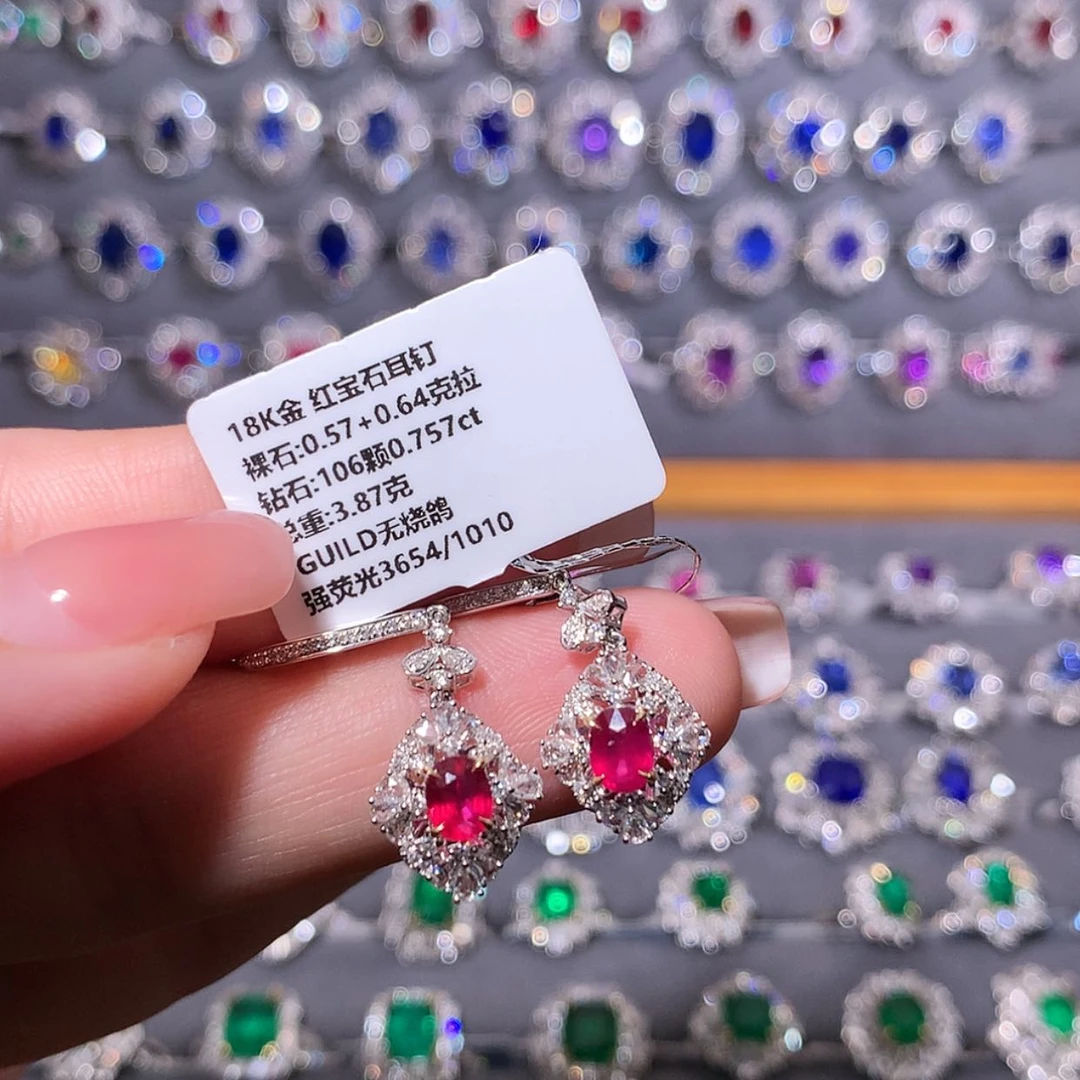 18K金 红宝石耳钉
裸石:0.57+0.64克拉
钻石:106颗0.757ct
总重:3.87克
GUILD无烧鸽
强荧光3654/1010